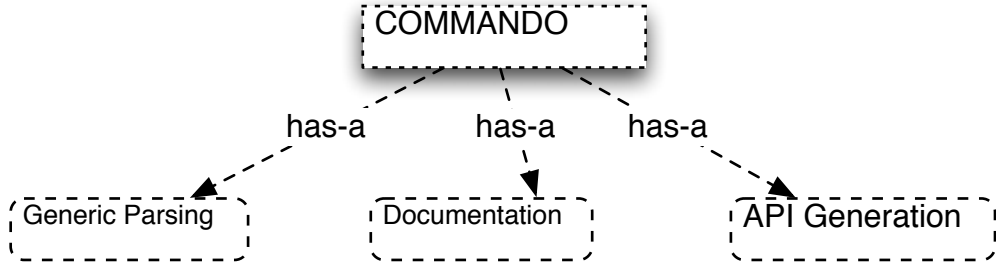 COMMANDO
has-a
has-a
has-a
Generic Parsing
Documentation
API Generation